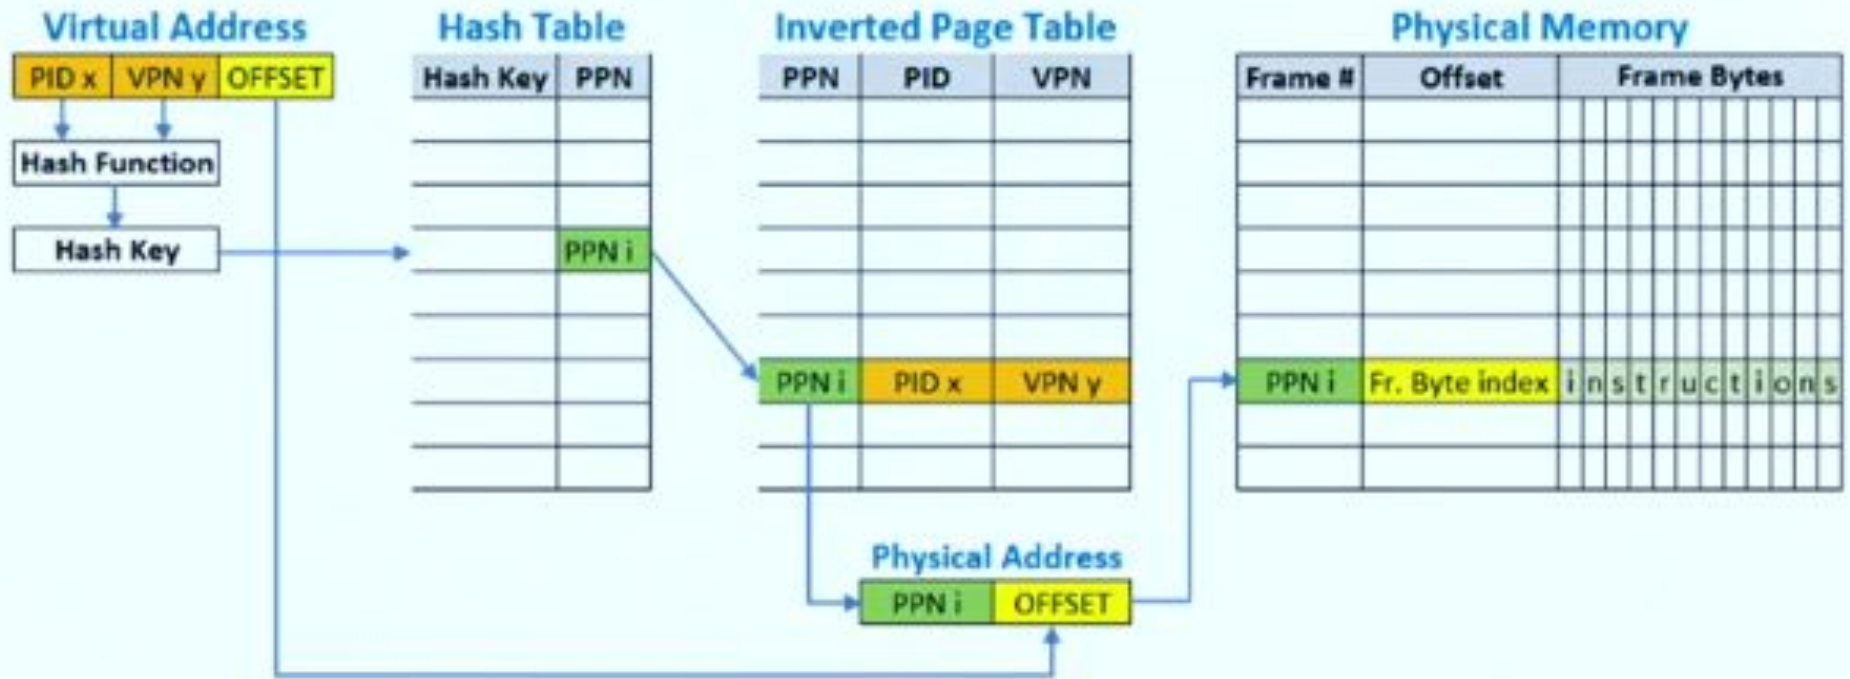 Virtual Address
Hash Table
Inverted Page Table
Physical Memory
PID x VPN y OFFSET
Hash Key PPN
PPN PID VPN
Frame # Offset Frame Bytes
Hash Function
Hash Key
PPN i
PPN i PID x VPN y
PPN i Fr. Byte index i n s t r u c t i o n s
Physical Address
PPN i OFFSET